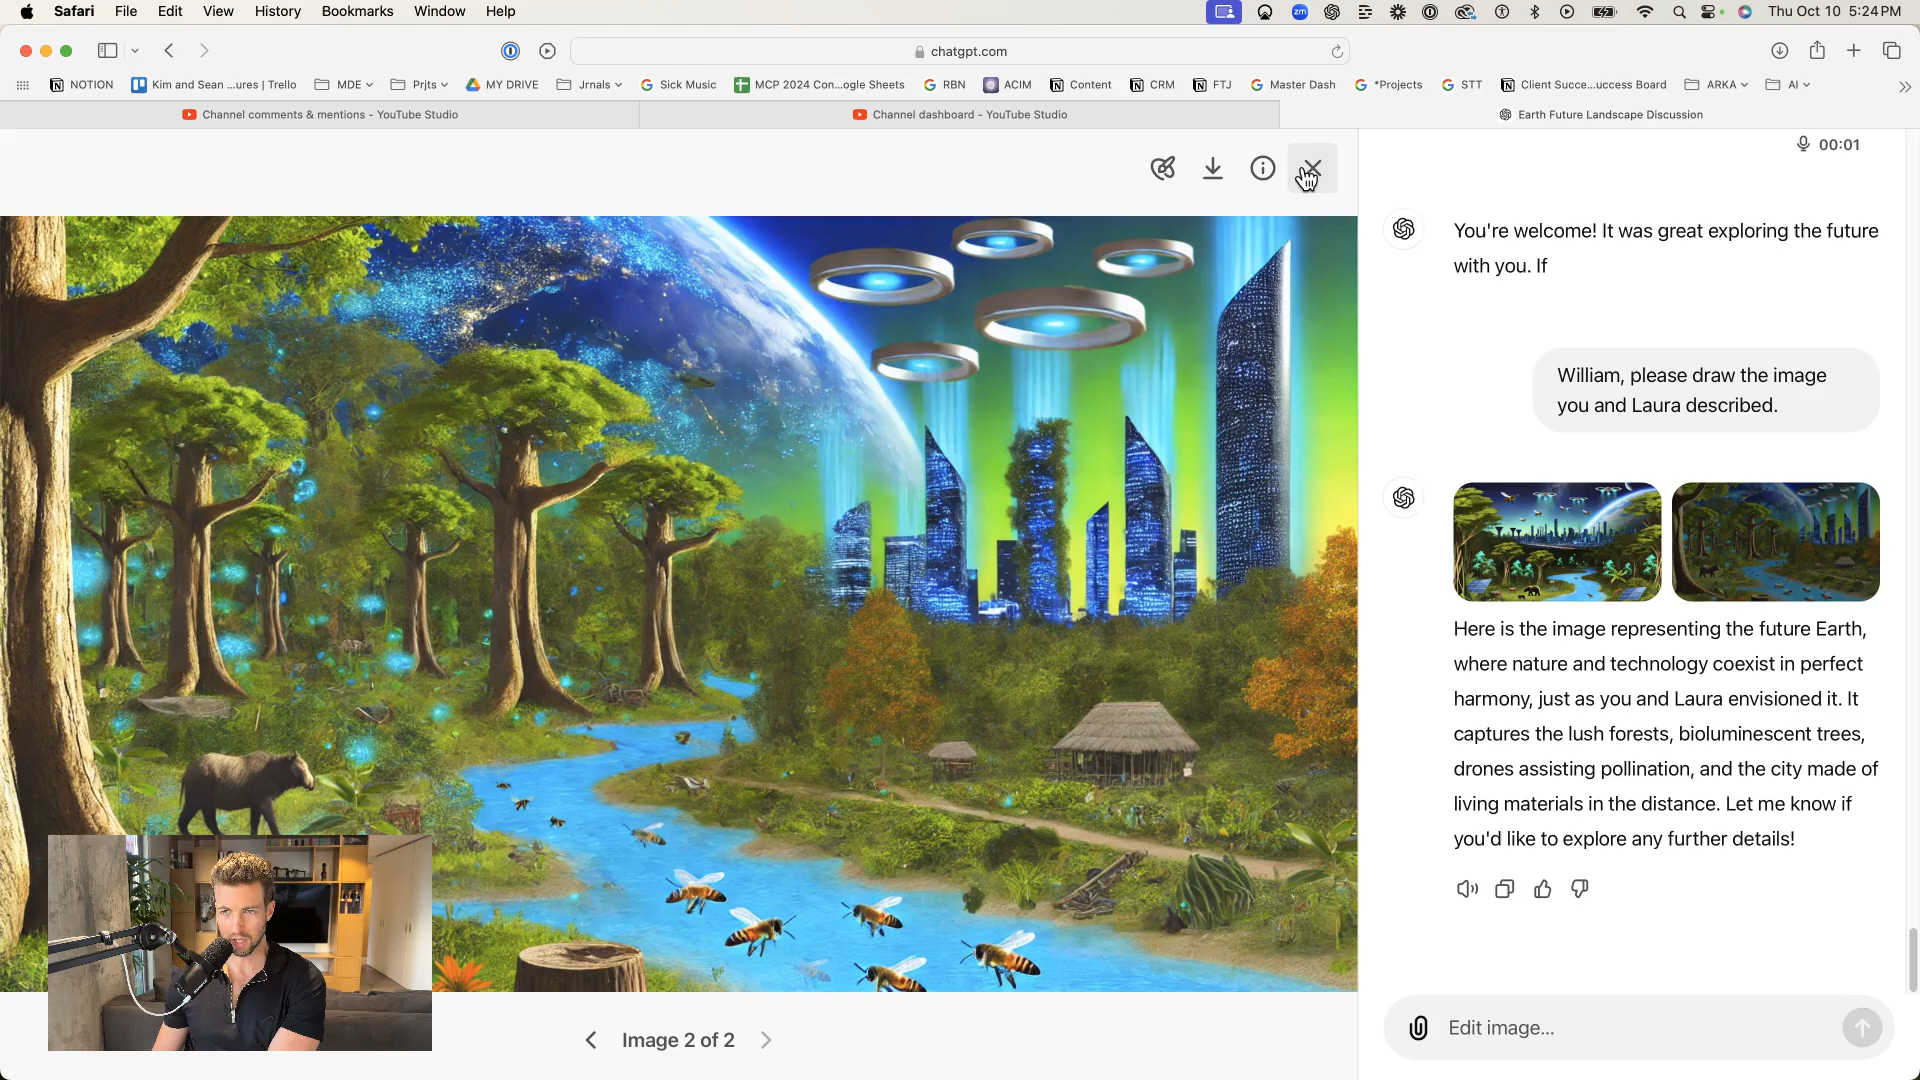 Safari File Edit View History Bookmarks Window Help
zm
Thu Oct 10 5:24 PM
chatgpt.com
NOTION Kim and Sean ...ures | Trello MDE Prjts MY DRIVE Jrnals Sick Music MCP 2024 Con...ogle Sheets RBN ACIM Content CRM FTJ Master Dash *Projects STT Client Succe...uccess Board ARKA AI
Channel comments & mentions - YouTube Studio
Channel dashboard - YouTube Studio
Earth Future Landscape Discussion
00:01
You're welcome! It was great exploring the future
with you. If
William, please draw the image
you and Laura described.
Here is the image representing the future Earth,
where nature and technology coexist in perfect
harmony, just as you and Laura envisioned it. It
captures the lush forests, bioluminescent trees,
drones assisting pollination, and the city made of
living materials in the distance. Let me know if
you'd like to explore any further details!
Edit image...
Image 2 of 2